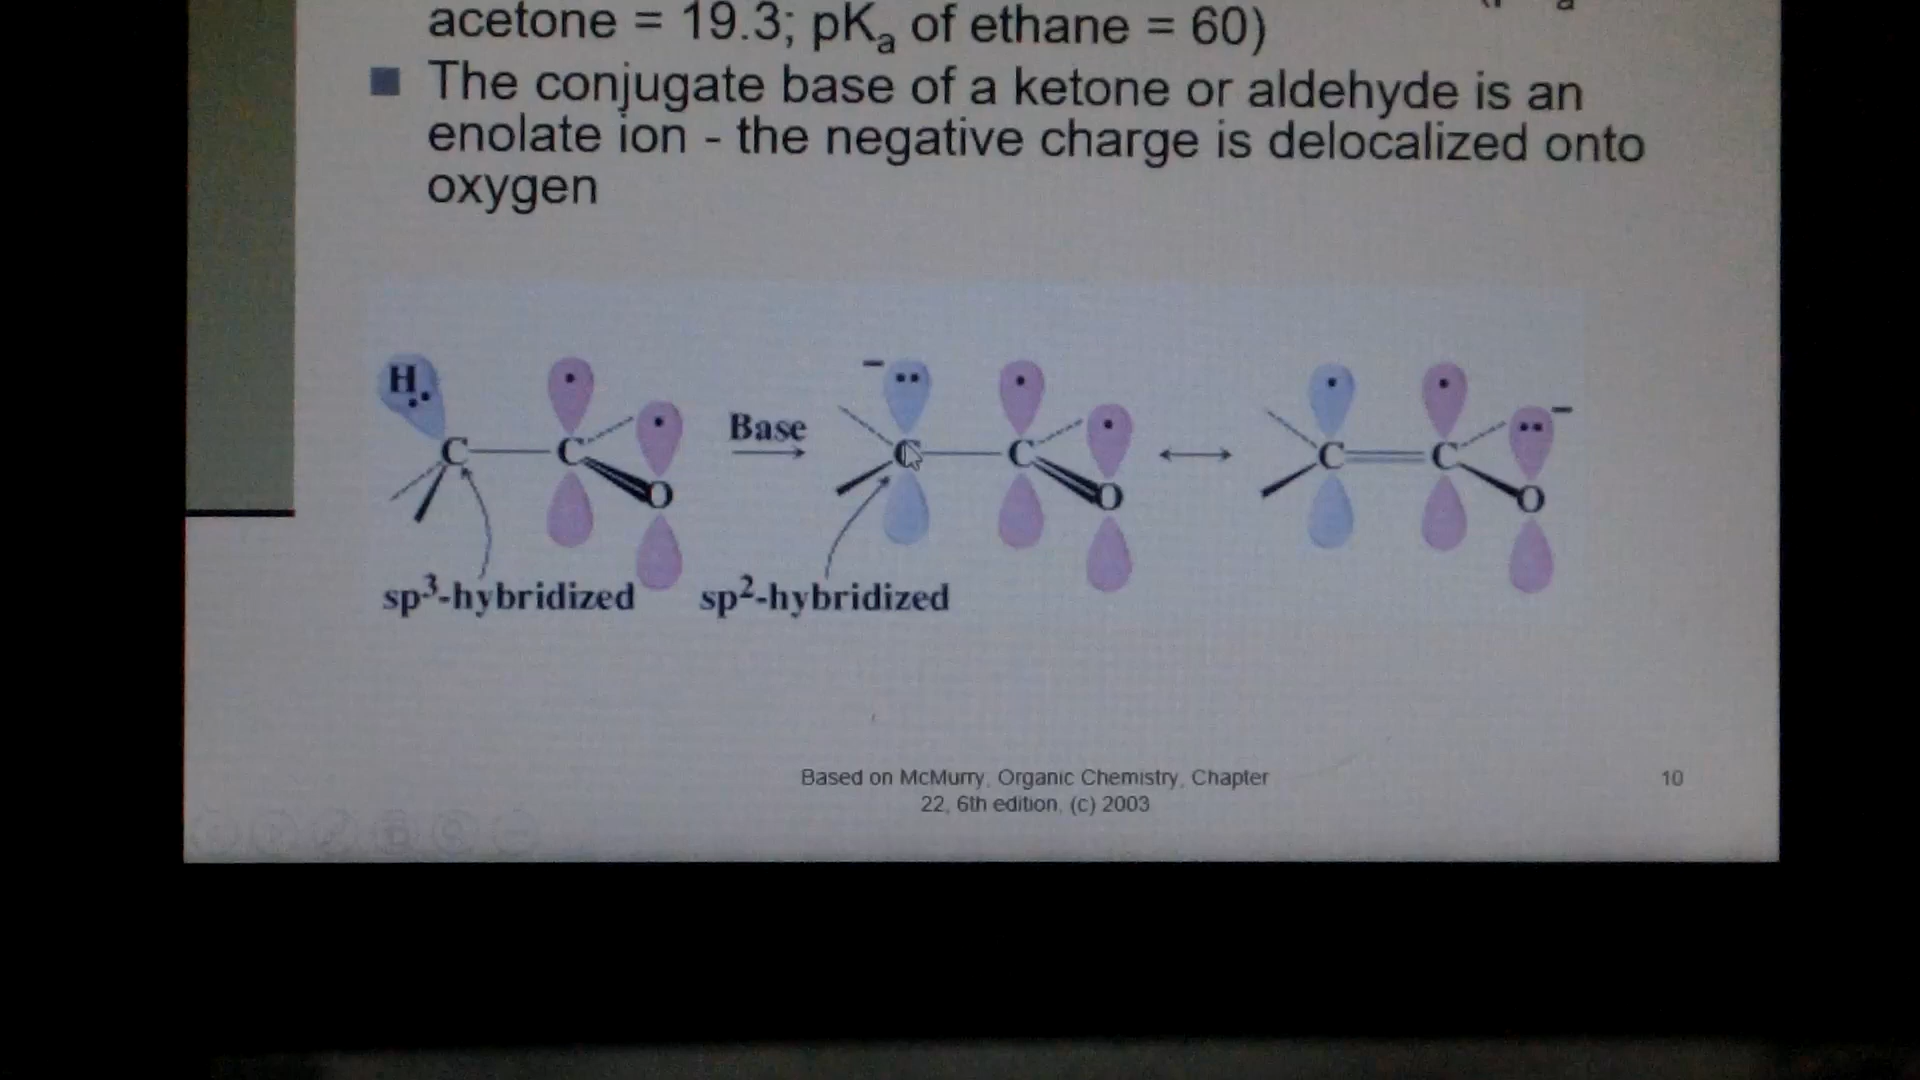 acetone = 19.3; pKa of ethane = 60)
The conjugate base of a ketone or aldehyde is an
enolate ion - the negative charge is delocalized onto
oxygen
H
C C O
Base
C C O
C C O
sp3-hybridized
sp2-hybridized
Based on McMurry, Organic Chemistry, Chapter
22, 6th edition, (c) 2003
10